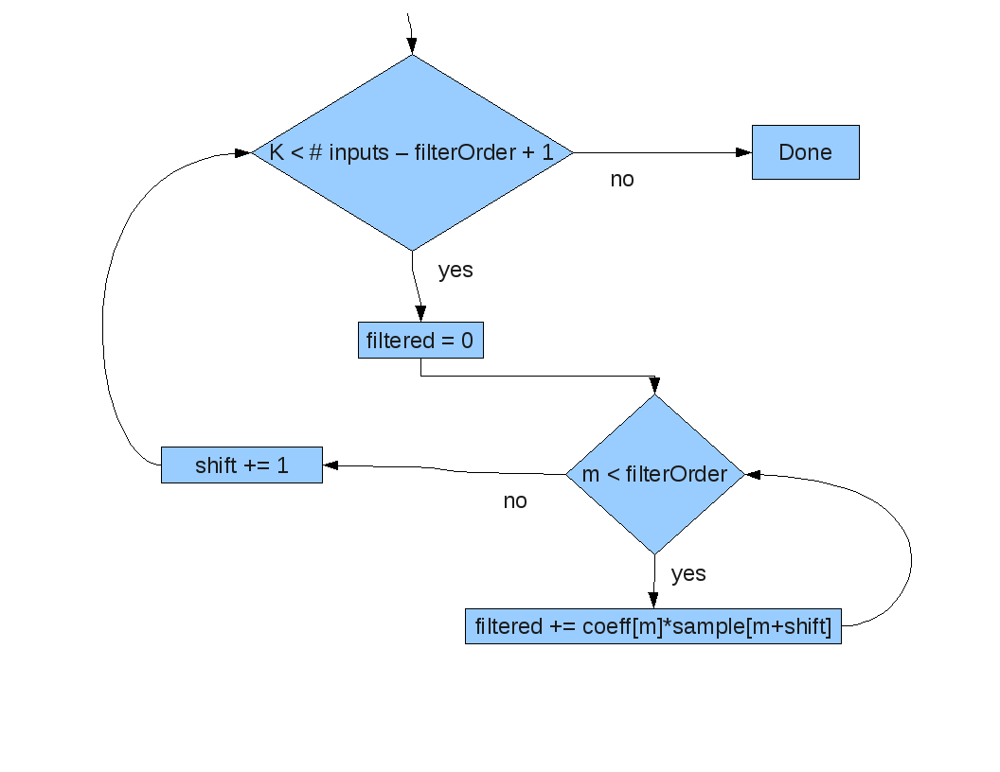 K < # inputs – filterOrder + 1
Done
no
yes
filtered = 0
m < filterOrder
shift += 1
no
yes
filtered += coeff[m]*sample[m+shift]